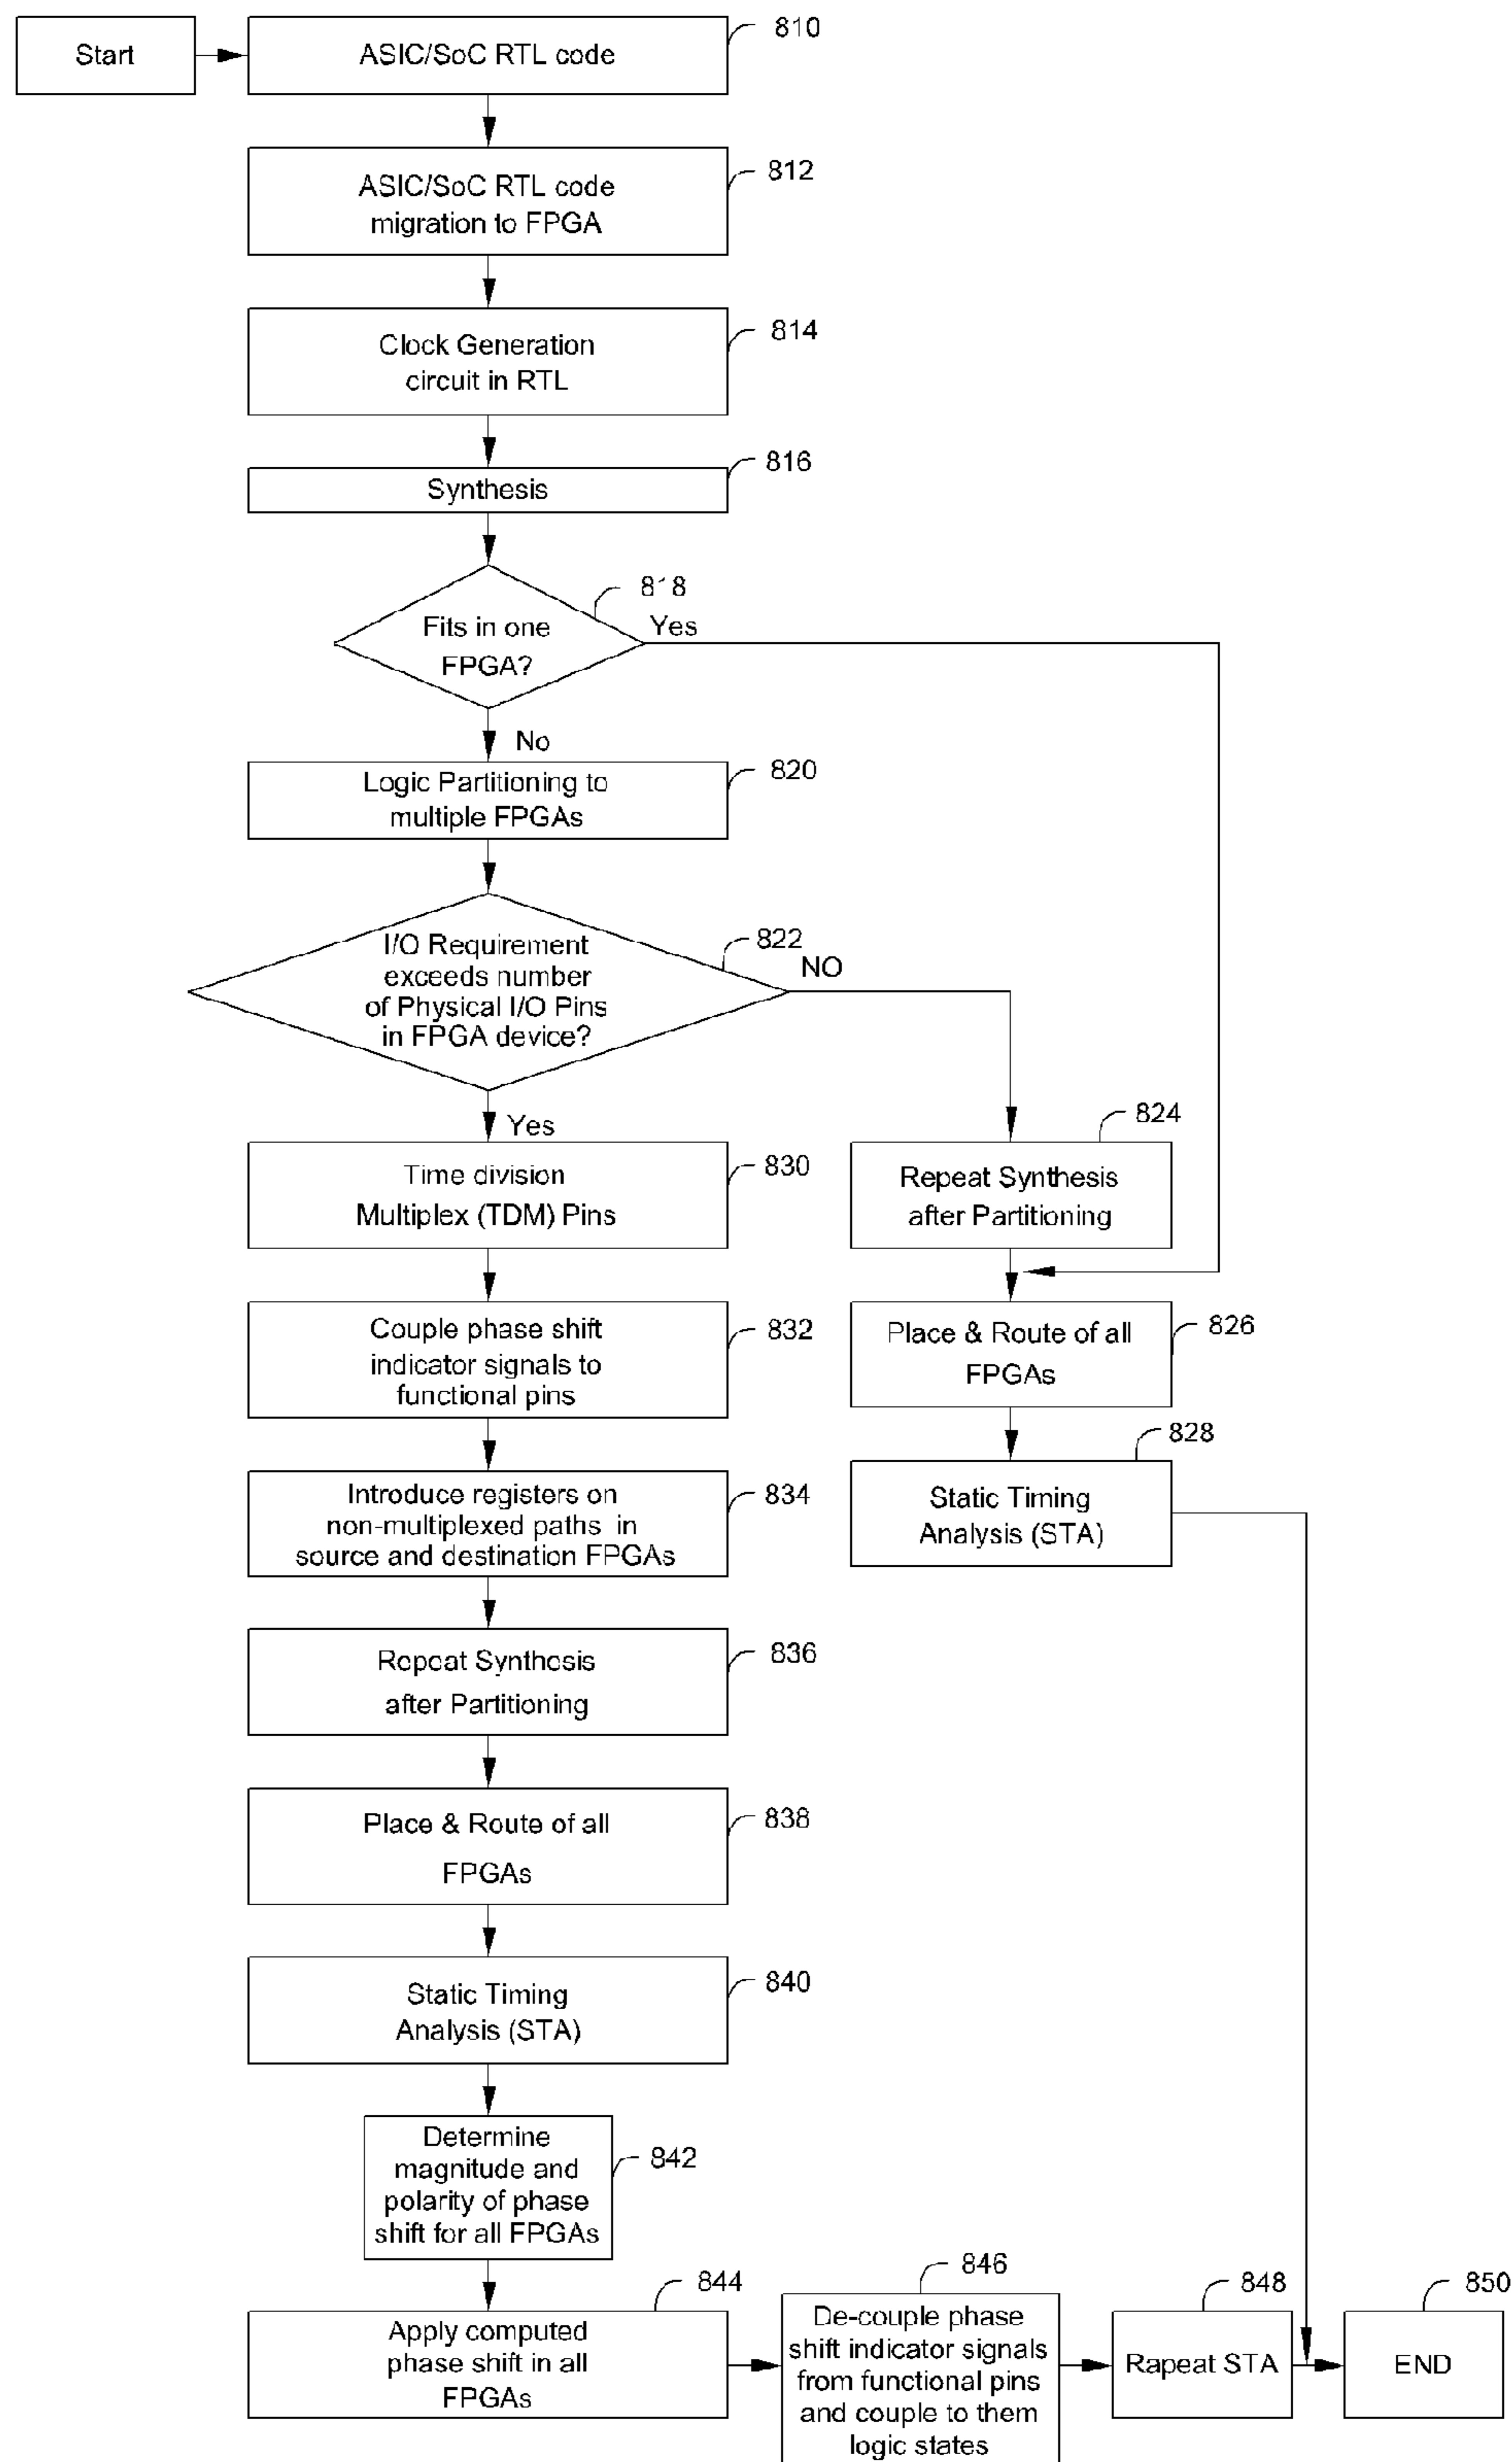 Start
ASIC/SoC RTL code
810
ASIC/SoC RTL code
migration to FPGA
812
Clock Generation
circuit in RTL
814
Synthesis
816
Fits in one
FPGA?
818
Yes
No
Logic Partitioning to
multiple FPGAs
820
I/O Requirement
exceeds number
of Physical I/O Pins
in FPGA device?
822
NO
Yes
Time division
Multiplex (TDM) Pins
830
Repeat Synthesis
after Partitioning
824
Couple phase shift
indicator signals to
functional pins
832
Place & Route of all
FPGAs
826
Introduce registers on
non-multiplexed paths in
source and destination FPGAs
834
Static Timing
Analysis (STA)
828
Repeat Synthesis
after Partitioning
836
Place & Route of all
FPGAs
838
Static Timing
Analysis (STA)
840
Determine
magnitude and
polarity of phase
shift for all FPGAs
842
Apply computed
phase shift in all
FPGAs
844
De-couple phase
shift indicator signals
from functional pins
and couple to them
logic states
846
Rapeat STA
848
END
850